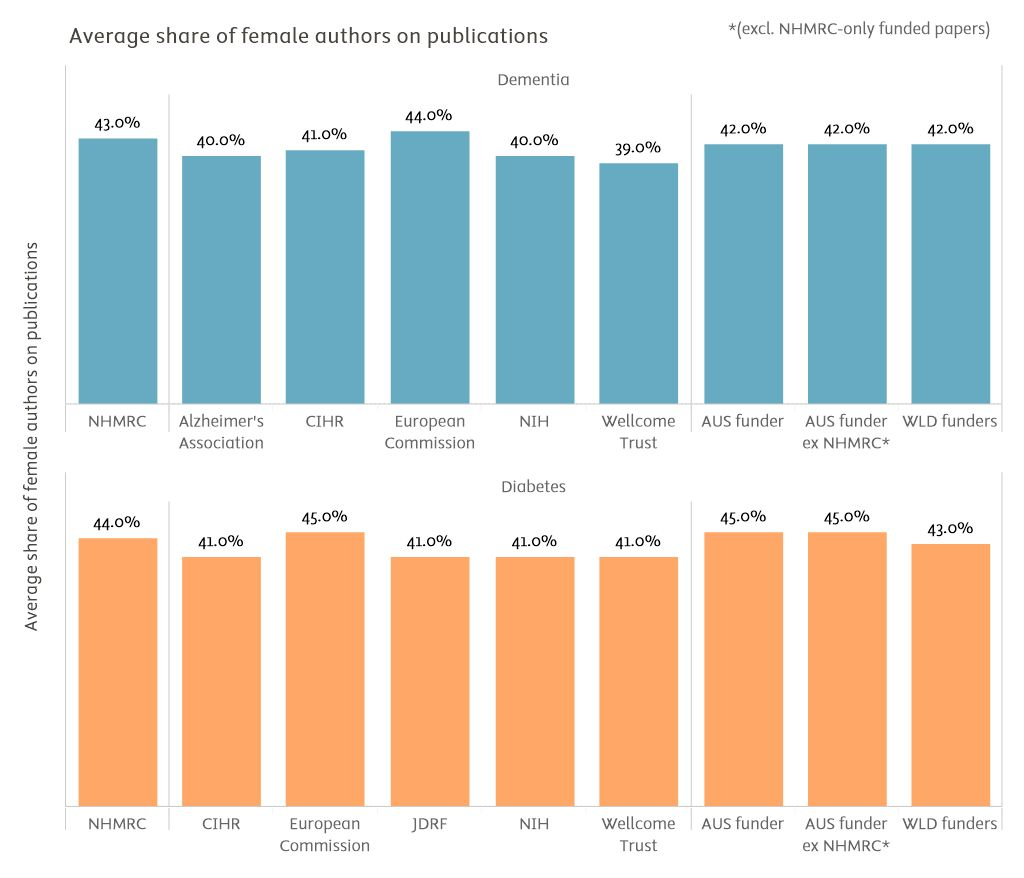 Average share of female authors on publications
*(excl. NHMRC-only funded papers)
Average share of female authors on publications
Dementia
43.0%
40.0%
41.0%
44.0%
40.0%
39.0%
42.0%
42.0%
42.0%
NHMRC
Alzheimer's
Association
CIHR
European
Commission
NIH
Wellcome
Trust
AUS funder
AUS funder
ex NHMRC*
WLD funders
Diabetes
44.0%
41.0%
45.0%
41.0%
41.0%
41.0%
45.0%
45.0%
43.0%
NHMRC
CIHR
European
Commission
JDRF
NIH
Wellcome
Trust
AUS funder
AUS funder
ex NHMRC*
WLD funders